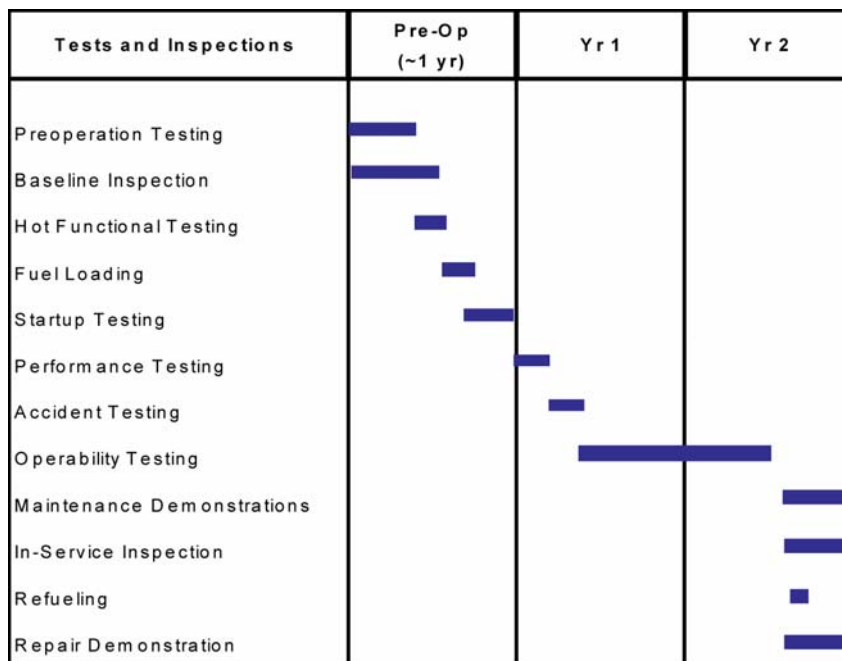 Tests and Inspections
Pre-Op
(~1 yr)
Yr 1
Yr 2
Preoperation Testing
Baseline Inspection
Hot Functional Testing
Fuel Loading
Startup Testing
Performance Testing
Accident Testing
Operability Testing
Maintenance Demonstrations
In-Service Inspection
Refueling
Repair Demonstration